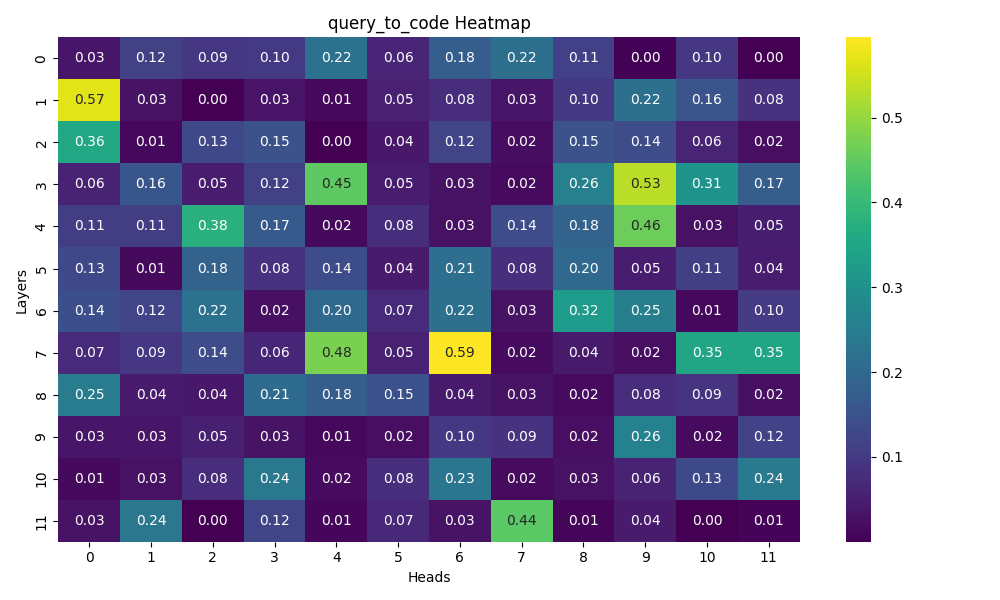 query_to_code Heatmap
0 0.03 0.12 0.09 0.10 0.22 0.06 0.18 0.22 0.11 0.00 0.10 0.00
1 0.57 0.03 0.00 0.03 0.01 0.05 0.08 0.03 0.10 0.22 0.16 0.08
0.5
2 0.36 0.01 0.13 0.15 0.00 0.04 0.12 0.02 0.15 0.14 0.06 0.02
3 0.06 0.16 0.05 0.12 0.45 0.05 0.03 0.02 0.26 0.53 0.31 0.17
0.4
4 0.11 0.11 0.38 0.17 0.02 0.08 0.03 0.14 0.18 0.46 0.03 0.05
5 0.13 0.01 0.18 0.08 0.14 0.04 0.21 0.08 0.20 0.05 0.11 0.04
0.3
Layers
6 0.14 0.12 0.22 0.02 0.20 0.07 0.22 0.03 0.32 0.25 0.01 0.10
7 0.07 0.09 0.14 0.06 0.48 0.05 0.59 0.02 0.04 0.02 0.35 0.35
0.2
8 0.25 0.04 0.04 0.21 0.18 0.15 0.04 0.03 0.02 0.08 0.09 0.02
9 0.03 0.03 0.05 0.03 0.01 0.02 0.10 0.09 0.02 0.26 0.02 0.12
0.1
10 0.01 0.03 0.08 0.24 0.02 0.08 0.23 0.02 0.03 0.06 0.13 0.24
11 0.03 0.24 0.00 0.12 0.01 0.07 0.03 0.44 0.01 0.04 0.00 0.01
0 1 2 3 4 5 6 7 8 9 10 11
Heads